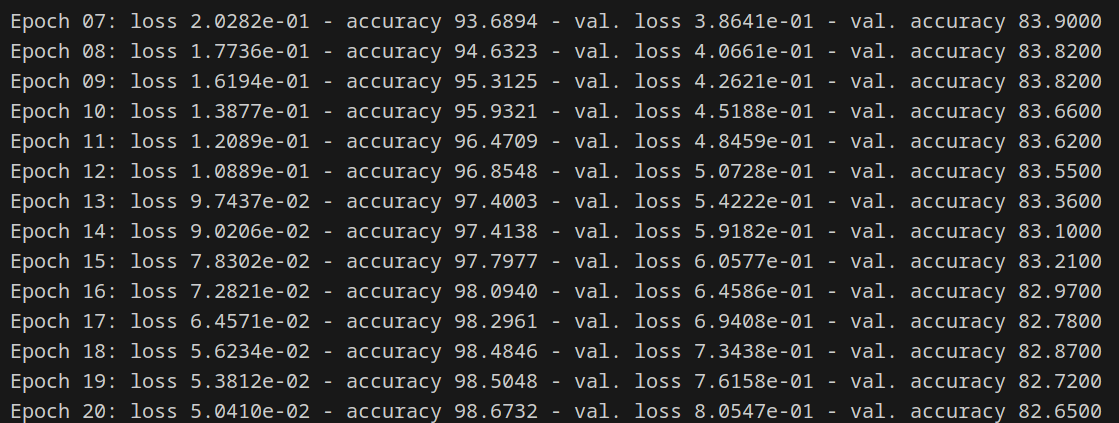 Epoch 07: loss 2.0282e-01 - accuracy 93.6894 - val. loss 3.8641e-01 - val. accuracy 83.9000
Epoch 08: loss 1.7736e-01 - accuracy 94.6323 - val. loss 4.0661e-01 - val. accuracy 83.8200
Epoch 09: loss 1.6194e-01 - accuracy 95.3125 - val. loss 4.2621e-01 - val. accuracy 83.8200
Epoch 10: loss 1.3877e-01 - accuracy 95.9321 - val. loss 4.5188e-01 - val. accuracy 83.6600
Epoch 11: loss 1.2089e-01 - accuracy 96.4709 - val. loss 4.8459e-01 - val. accuracy 83.6200
Epoch 12: loss 1.0889e-01 - accuracy 96.8548 - val. loss 5.0728e-01 - val. accuracy 83.5500
Epoch 13: loss 9.7437e-02 - accuracy 97.4003 - val. loss 5.4222e-01 - val. accuracy 83.3600
Epoch 14: loss 9.0206e-02 - accuracy 97.4138 - val. loss 5.9182e-01 - val. accuracy 83.1000
Epoch 15: loss 7.8302e-02 - accuracy 97.7977 - val. loss 6.0577e-01 - val. accuracy 83.2100
Epoch 16: loss 7.2821e-02 - accuracy 98.0940 - val. loss 6.4586e-01 - val. accuracy 82.9700
Epoch 17: loss 6.4571e-02 - accuracy 98.2961 - val. loss 6.9408e-01 - val. accuracy 82.7800
Epoch 18: loss 5.6234e-02 - accuracy 98.4846 - val. loss 7.3438e-01 - val. accuracy 82.8700
Epoch 19: loss 5.3812e-02 - accuracy 98.5048 - val. loss 7.6158e-01 - val. accuracy 82.7200
Epoch 20: loss 5.0410e-02 - accuracy 98.6732 - val. loss 8.0547e-01 - val. accuracy 82.6500